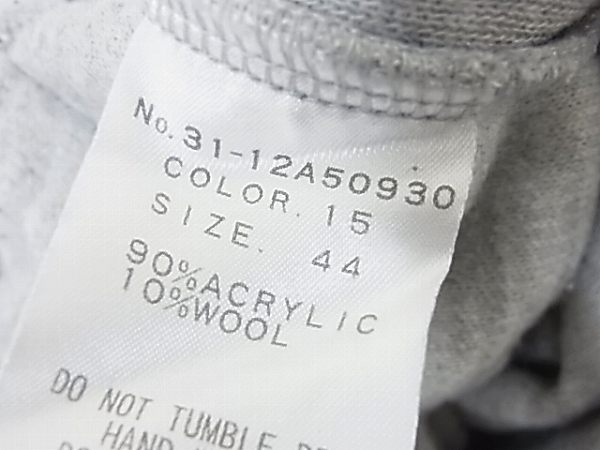 No. 31-12A50930
COLOR. 15
SIZE. 44
90%ACRYLIC
10%WOOL
DO NOT TUMBLE
HAND